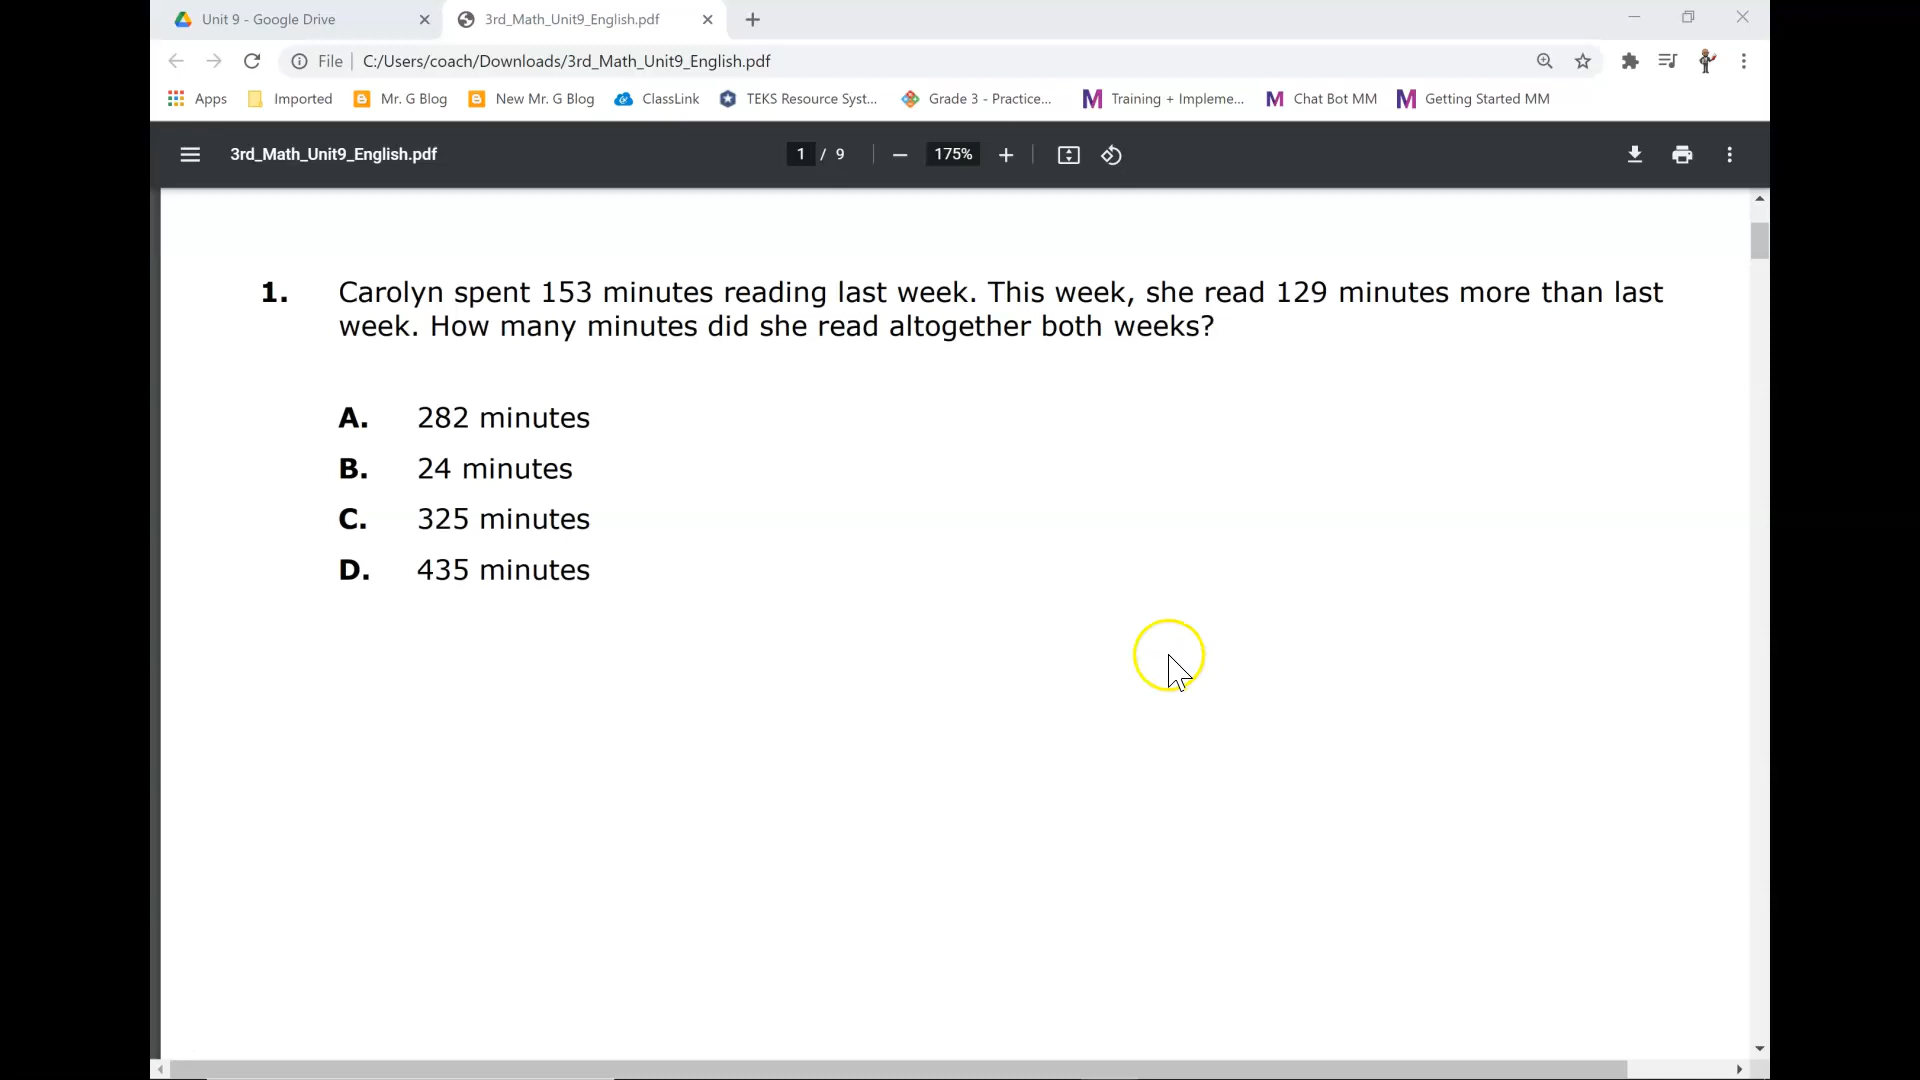 Unit 9 - Google Drive
3rd_Math_Unit9_English.pdf
File
C:/Users/coach/Downloads/3rd_Math_Unit9_English.pdf
Apps
Imported
Mr. G Blog
New Mr. G Blog
ClassLink
TEKS Resource Syst...
Grade 3 - Practice...
Training + Impleme...
Chat Bot MM
Getting Started MM
3rd_Math_Unit9_English.pdf
1 / 9
175%
1. Carolyn spent 153 minutes reading last week. This week, she read 129 minutes more than last
week. How many minutes did she read altogether both weeks?
A. 282 minutes
B. 24 minutes
C. 325 minutes
D. 435 minutes